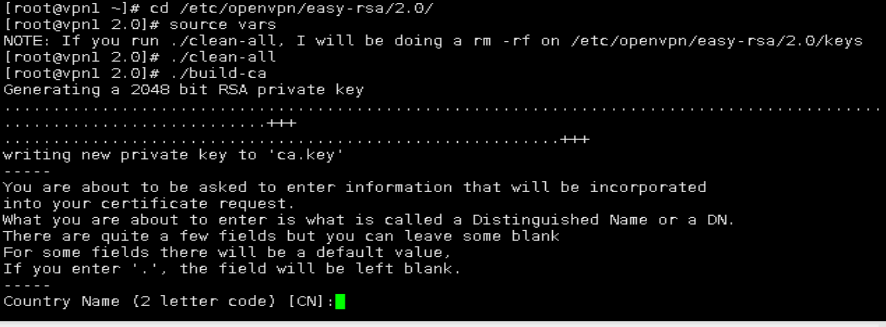 [root@vpn1 ~]# cd /etc/openvpn/easy-rsa/2.0/
[root@vpn1 2.0]# source vars
NOTE: If you run ./clean-all, I will be doing a rm -rf on /etc/openvpn/easy-rsa/2.0/keys
[root@vpn1 2.0]# ./clean-all
[root@vpn1 2.0]# ./build-ca
Generating a 2048 bit RSA private key
........................................................................................
..........................+++
........................................................+++
writing new private key to 'ca.key'
-----
You are about to be asked to enter information that will be incorporated
into your certificate request.
What you are about to enter is what is called a Distinguished Name or a DN.
There are quite a few fields but you can leave some blank
For some fields there will be a default value,
If you enter '.', the field will be left blank.
-----
Country Name (2 letter code) [CN]: